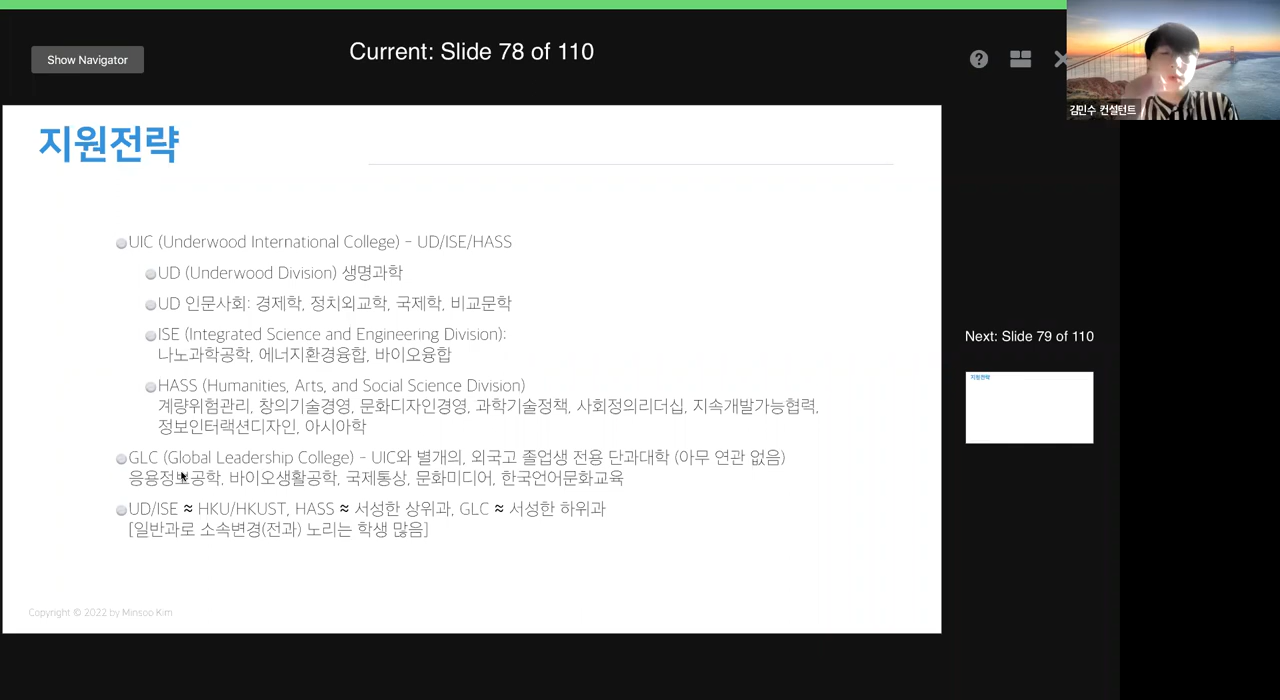 Show Navigator
Current: Slide 78 of 110
김민수 컨설턴트
지원전략
UIC (Underwood International College) - UD/ISE/HASS
UD (Underwood Division) 생명과학
UD 인문사회: 경제학, 정치외교학, 국제학, 비교문학
ISE (Integrated Science and Engineering Division):
나노과학공학, 에너지환경융합, 바이오융합
HASS (Humanities, Arts, and Social Science Division)
계량위험관리, 창의기술경영, 문화디자인경영, 과학기술정책, 사회정의리더십, 지속개발가능협력,
정보인터랙션디자인, 아시아학
GLC (Global Leadership College) - UIC와 별개의, 외국고 졸업생 전용 단과대학 (아무 연관 없음)
응용정보공학, 바이오생활공학, 국제통상, 문화미디어, 한국언어문화교육
UD/ISE ≈ HKU/HKUST, HASS ≈ 서성한 상위과, GLC ≈ 서성한 하위과
[일반과로 소속변경(전과) 노리는 학생 많음]
Copyright © 2022 by Minsoo Kim
Next: Slide 79 of 110
지원전략